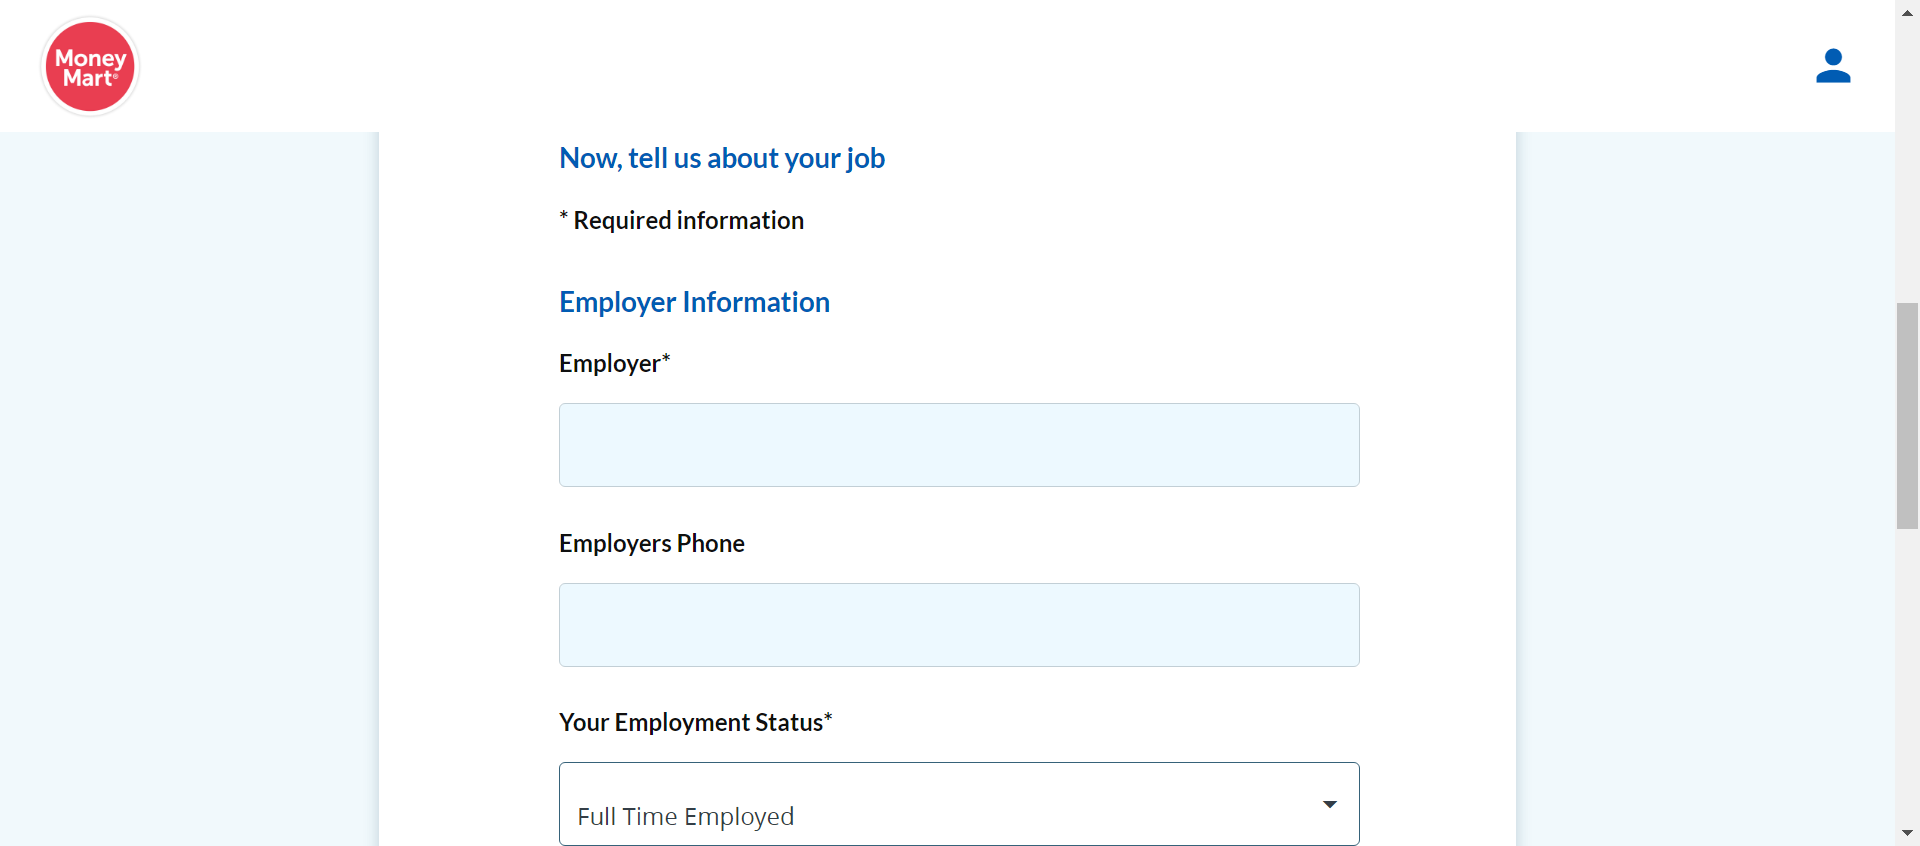 Money
Mart®
Now, tell us about your job
* Required information
Employer Information
Employer*
Employers Phone
Your Employment Status*
Full Time Employed